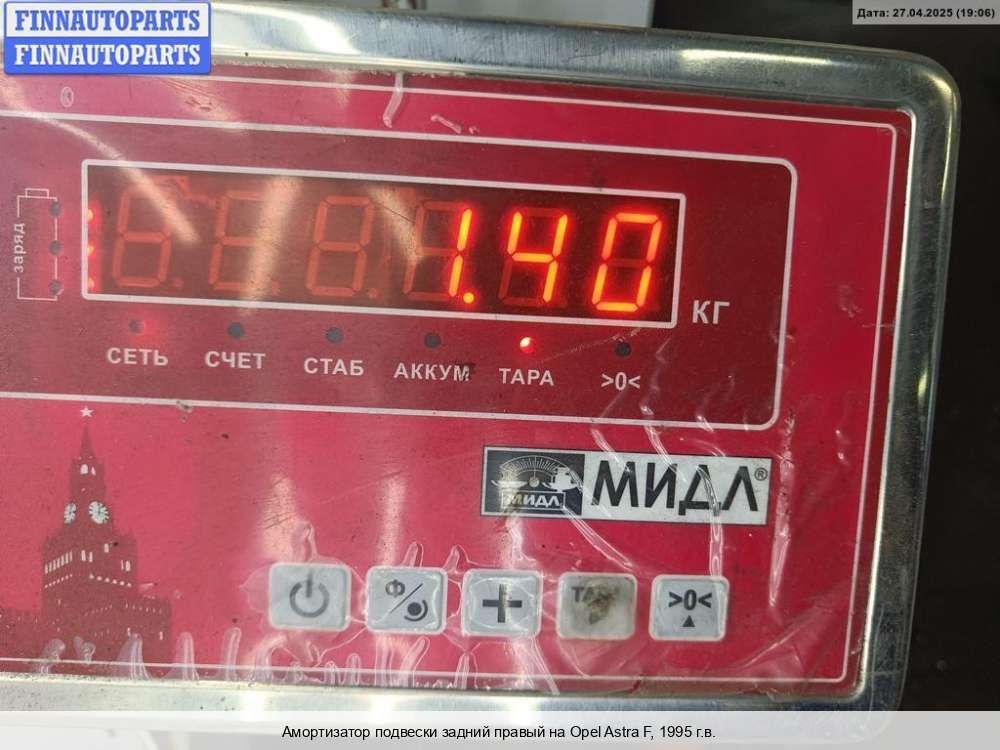 FINNAUTOPARTS
FINNAUTOPARTS
Дата: 27.04.2025 (19:06)
заряд
1.40
КГ
СЕТЬ СЧЕТ СТАБ АККУМ ТАРА >0<
МИДЛ
МИДЛ®
Ф >0<
Амортизатор подвески задний правый на Opel Astra F, 1995 г.в.